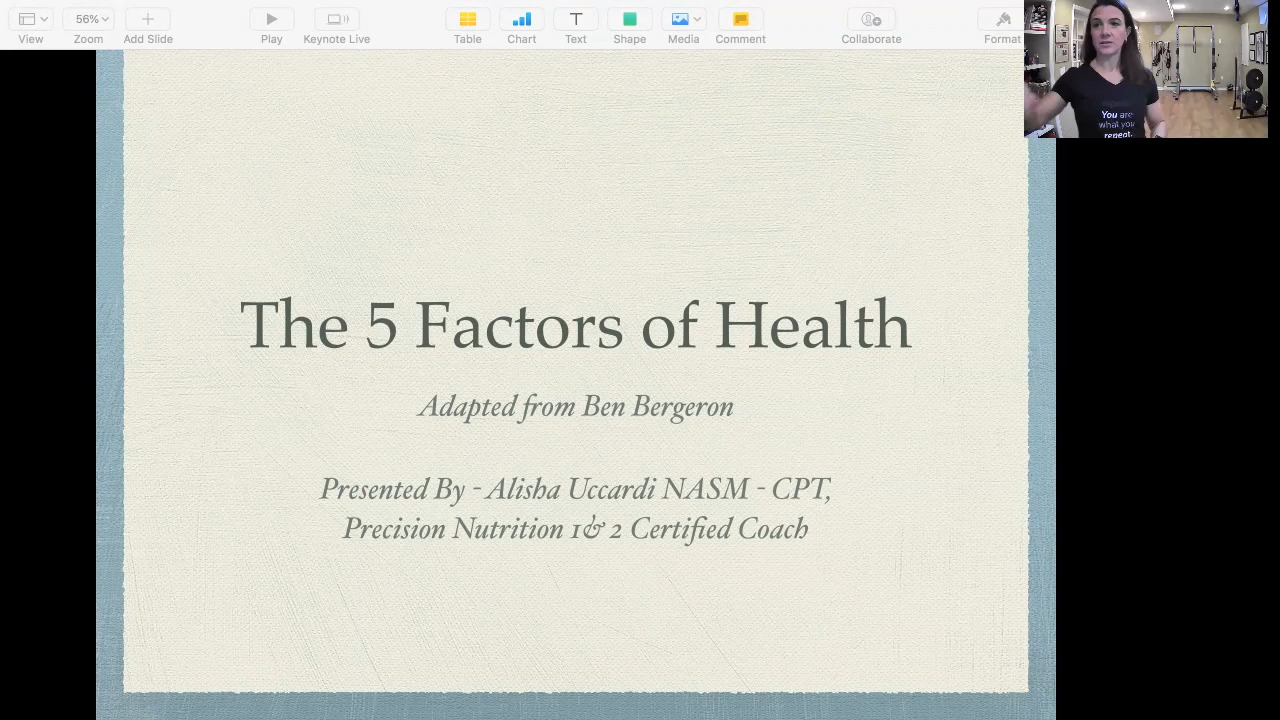 View
56%
Zoom
Add Slide
Play
Keynote Live
Table
Chart
Text
Shape
Media
Comment
Collaborate
Format
You are
what you
repeat.
The 5 Factors of Health
Adapted from Ben Bergeron
Presented By - Alisha Uccardi NASM - CPT,
Precision Nutrition 1& 2 Certified Coach